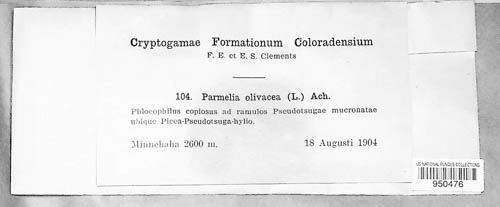 Cryptogamae Formationum Coloradensium
F. E. et E. S. Clements
104. Parmelia olivacea (L.) Ach.
Phloeophilus copiosus ad ramulos Pseudotsugae mucronatae
ubique Picea-Pseudotsuga-hylio.
Minnehaha 2600 m. 18 Augusti 1904
US NATIONAL FUNGUS COLLECTIONS
950476